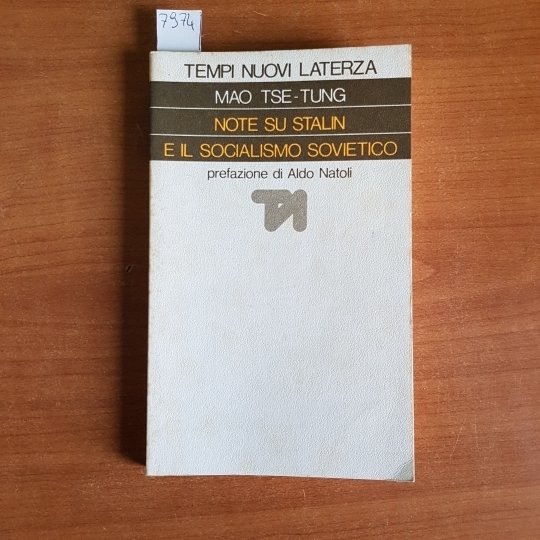 7974
TEMPI NUOVI LATERZA
MAO TSE-TUNG
NOTE SU STALIN
E IL SOCIALISMO SOVIETICO
prefazione di Aldo Natoli